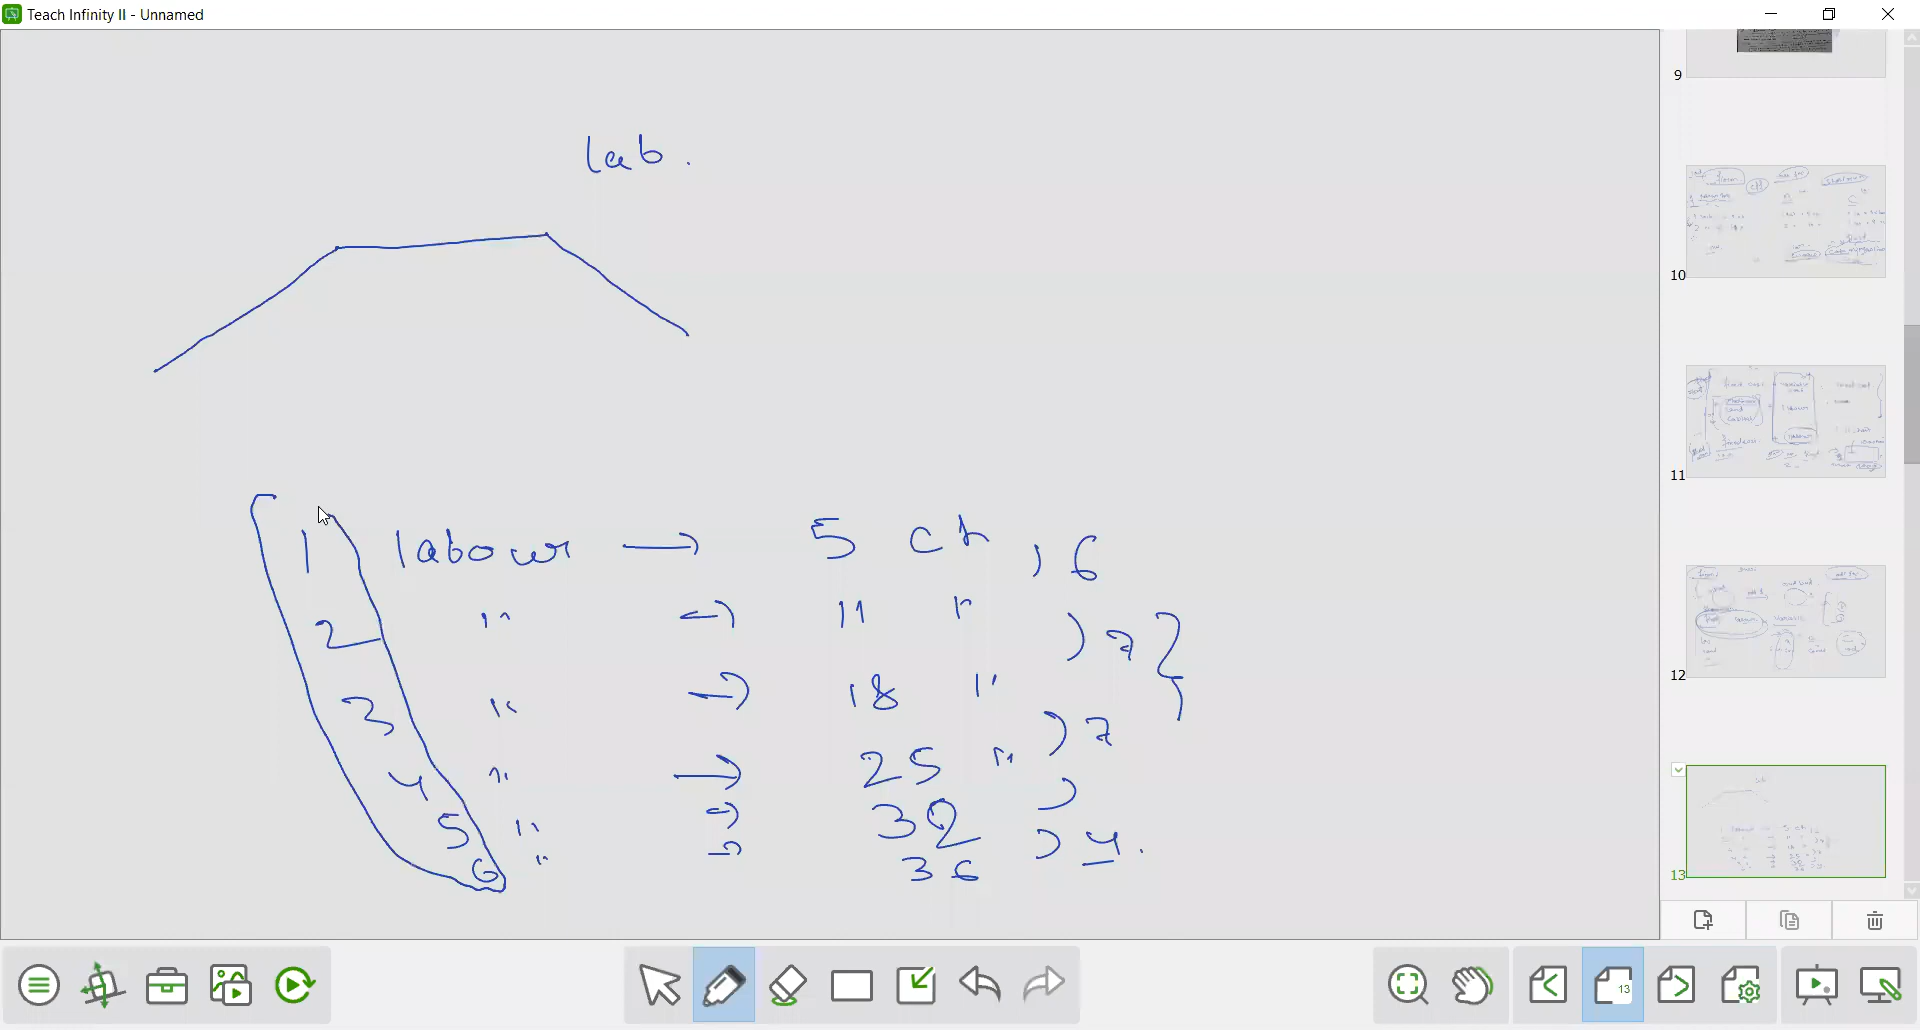 Teach Infinity II - Unnamed
lab.
1 labour → 5 ch , 6
2 " → 11 "
) 7
3 " → 18 "
) 7
4 " → 25 "
5 " → 32 )
6 " → 36 ) 4.
9
10
11
12
13
13